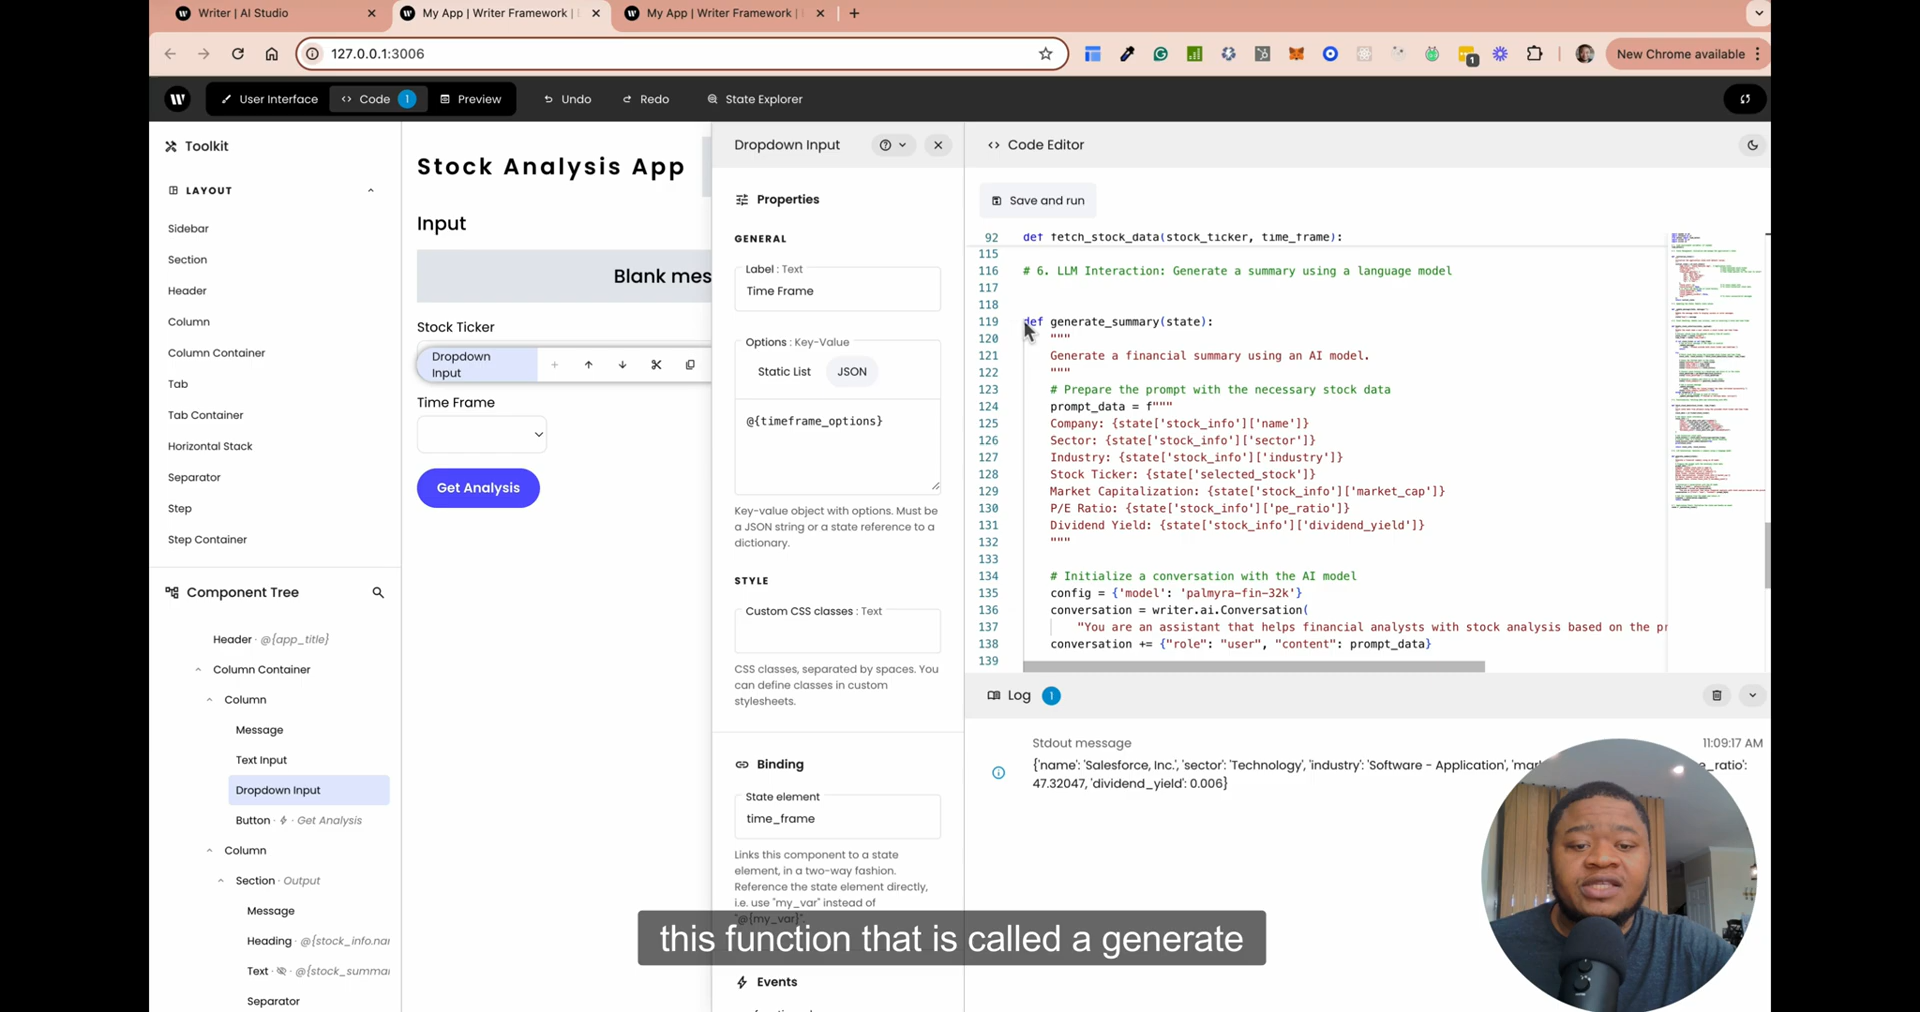 Writer | AI Studio
My App | Writer Framework |
My App | Writer Framework |
127.0.0.1:3006
New Chrome available
User Interface
Code 1
Preview
Undo
Redo
State Explorer
Toolkit
LAYOUT
Sidebar
Section
Header
Column
Column Container
Tab
Tab Container
Horizontal Stack
Separator
Step
Step Container
Component Tree
Header · @{app_title}
Column Container
Column
Message
Text Input
Dropdown Input
Button · Get Analysis
Column
Section · Output
Message
Heading · @{stock_info.nar
Text · @{stock_summar
Separator
Stock Analysis App
Input
Blank mes
Stock Ticker
Dropdown
Input
Time Frame
Get Analysis
Dropdown Input
Properties
GENERAL
Label : Text
Time Frame
Options : Key-Value
Static List
JSON
@{timeframe_options}
Key-value object with options. Must be
a JSON string or a state reference to a
dictionary.
STYLE
Custom CSS classes : Text
CSS classes, separated by spaces. You
can define classes in custom
stylesheets.
Binding
State element
time_frame
Links this component to a state
element, in a two-way fashion.
Reference the state element directly,
i.e. use "my_var" instead of
"@{my_var}".
Events
Code Editor
Save and run
92 def fetch_stock_data(stock_ticker, time_frame):
115
116 # 6. LLM Interaction: Generate a summary using a language model
117
118
119 def generate_summary(state):
120 """
121 Generate a financial summary using an AI model.
122 """
123 # Prepare the prompt with the necessary stock data
124 prompt_data = f"""
125 Company: {state['stock_info']['name']}
126 Sector: {state['stock_info']['sector']}
127 Industry: {state['stock_info']['industry']}
128 Stock Ticker: {state['selected_stock']}
129 Market Capitalization: {state['stock_info']['market_cap']}
130 P/E Ratio: {state['stock_info']['pe_ratio']}
131 Dividend Yield: {state['stock_info']['dividend_yield']}
132 """
133
134 # Initialize a conversation with the AI model
135 config = {'model': 'palmyra-fin-32k'}
136 conversation = writer.ai.Conversation(
137 "You are an assistant that helps financial analysts with stock analysis based on the pr
138 conversation += {"role": "user", "content": prompt_data}
139
Log 1
Stdout message
11:09:17 AM
{'name': 'Salesforce, Inc.', 'sector': 'Technology', 'industry': 'Software - Application', 'mar e_ratio':
47.32047, 'dividend_yield': 0.006}
this function that is called a generate